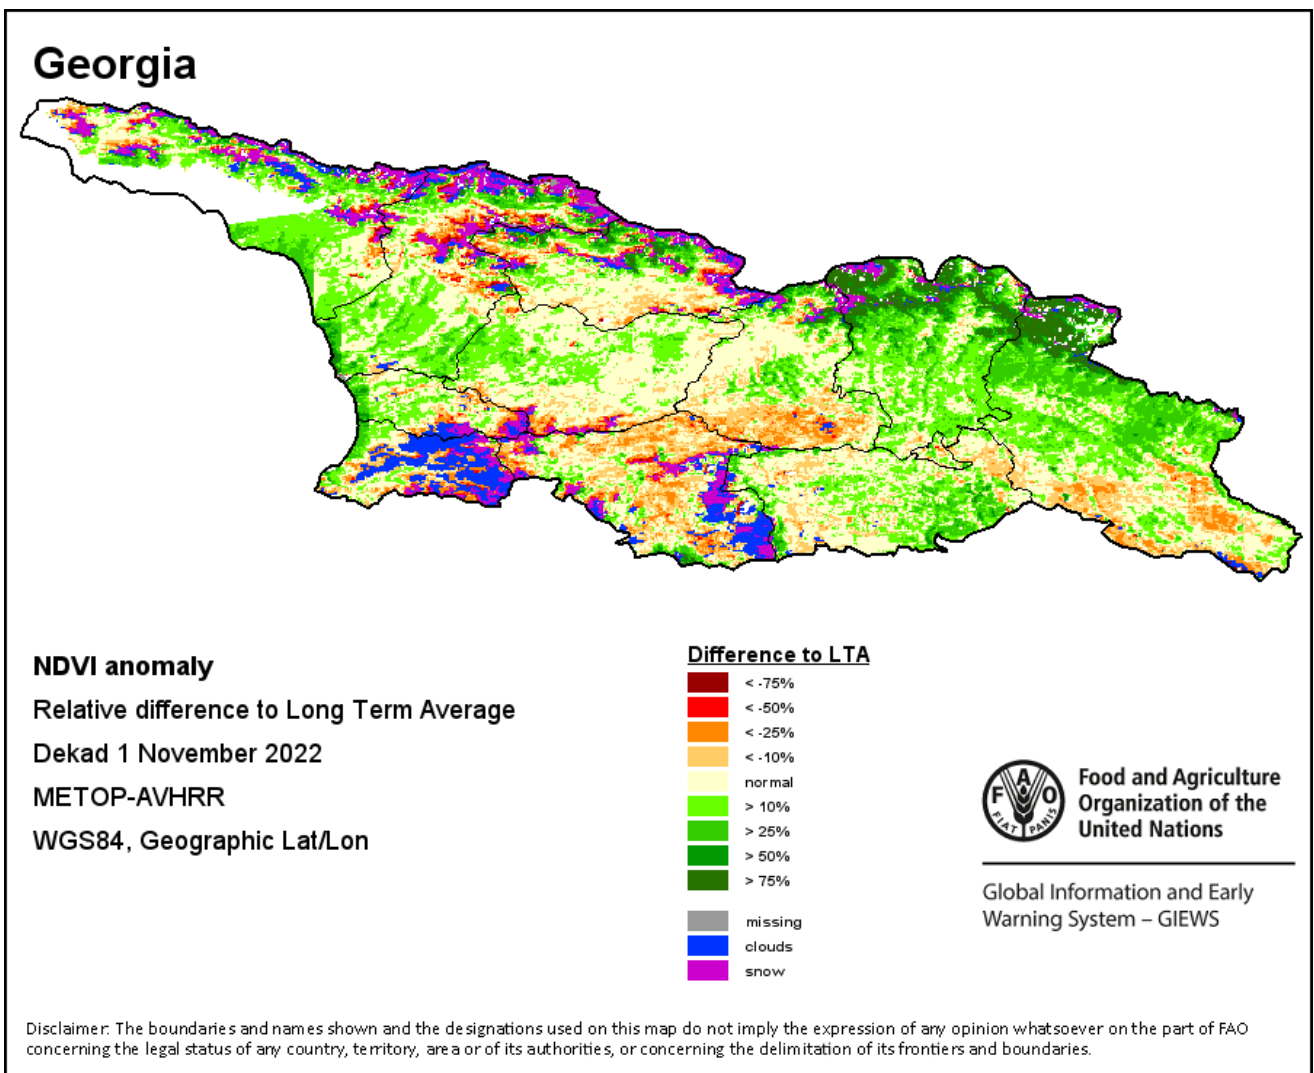 Georgia
NDVI anomaly
Relative difference to Long Term Average
Dekad 1 November 2022
METOP-AVHRR
WGS84, Geographic Lat/Lon
Difference to LTA
< -75%
< -50%
< -25%
< -10%
normal
> 10%
> 25%
> 50%
> 75%
missing
clouds
snow
F A O
FIAT PANIS
Food and Agriculture
Organization of the
United Nations
Global Information and Early
Warning System – GIEWS
Disclaimer: The boundaries and names shown and the designations used on this map do not imply the expression of any opinion whatsoever on the part of FAO
concerning the legal status of any country, territory, area or of its authorities, or concerning the delimitation of its frontiers and boundaries.